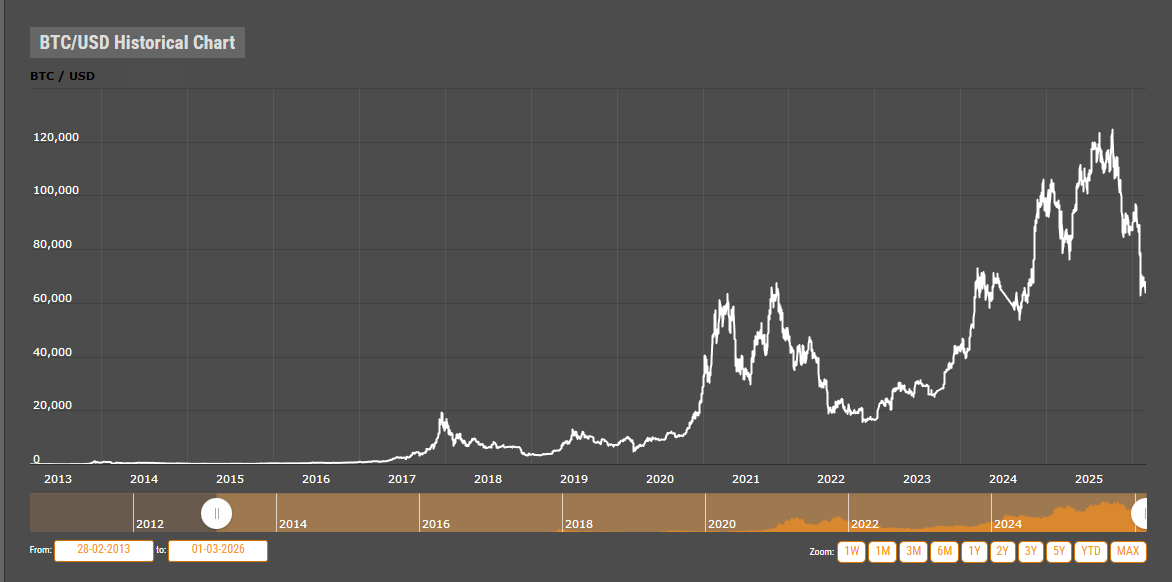 BTC/USD Historical Chart
BTC / USD
120,000
100,000
80,000
60,000
40,000
20,000
0
2013 2014 2015 2016 2017 2018 2019 2020 2021 2022 2023 2024 2025
2012 2014 2016 2018 2020 2022 2024
From: 28-02-2013 to: 01-03-2026 Zoom: 1W 1M 3M 6M 1Y 2Y 3Y 5Y YTD MAX